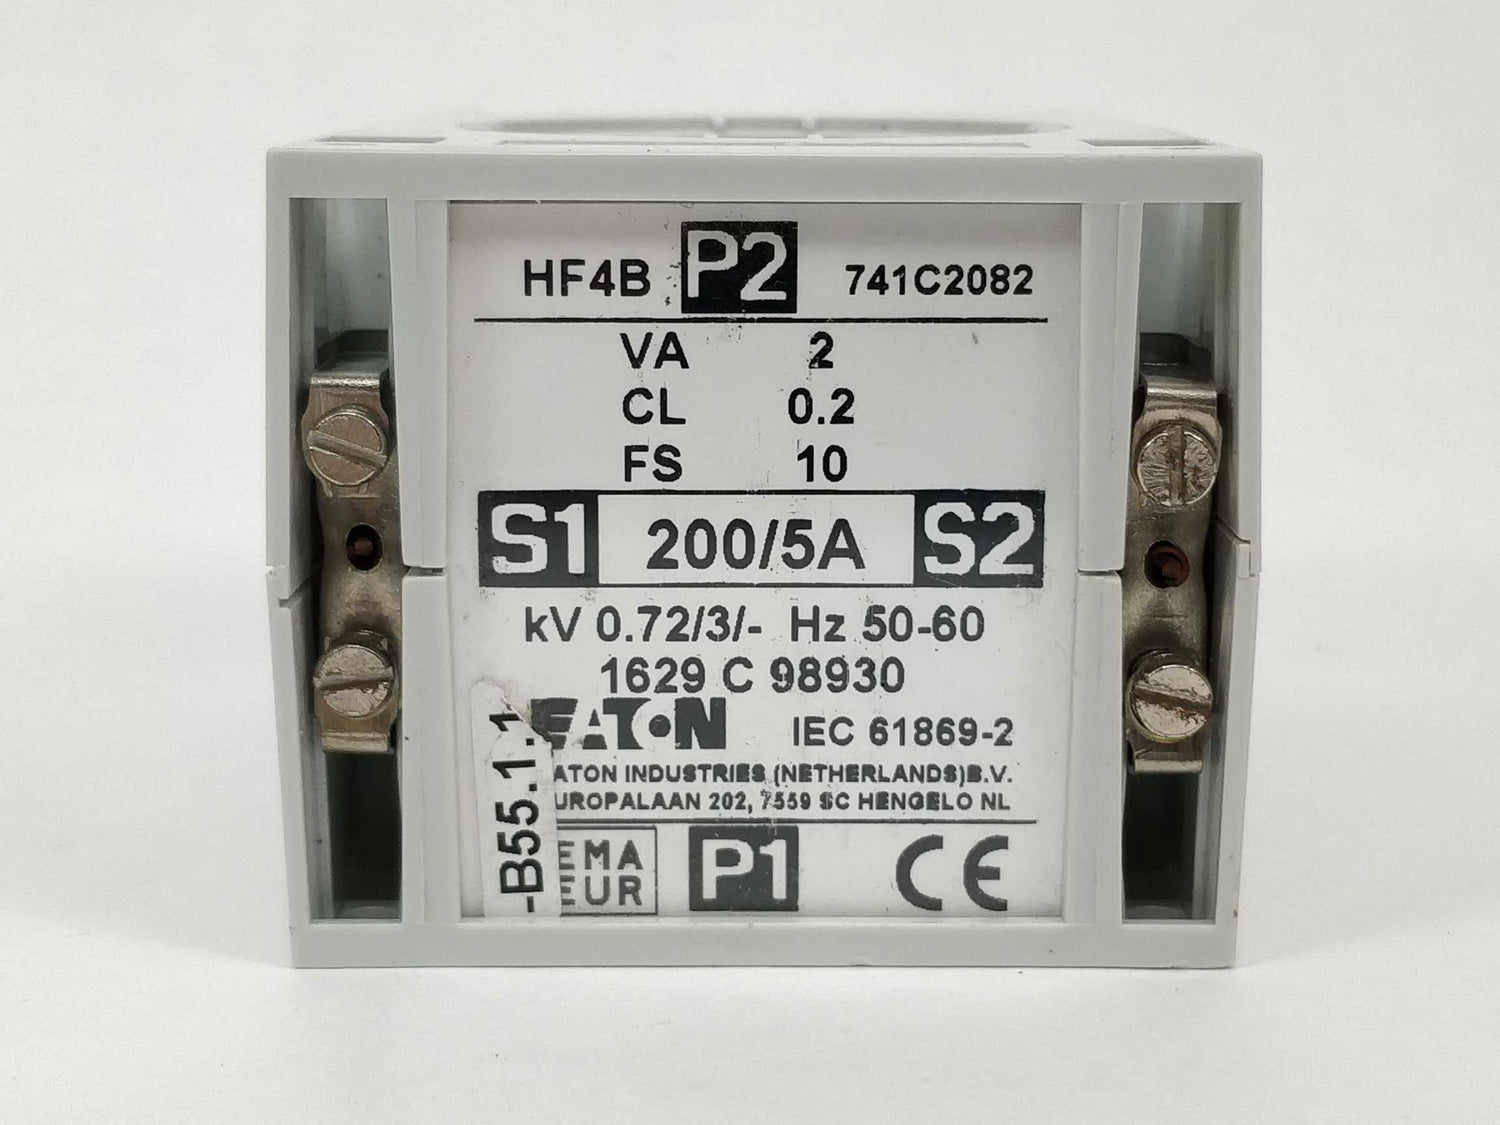 HF4B P2 741C2082
VA 2
CL 0.2
FS 10
S1 200/5A S2
kV 0.72/3/- Hz 50-60
1629 C 98930
EATON IEC 61869-2
ATON INDUSTRIES (NETHERLANDS)B.V.
UROPALAAN 202, 7559 SC HENGELO NL
-B55.1.1
EMA
EUR
P1 CE